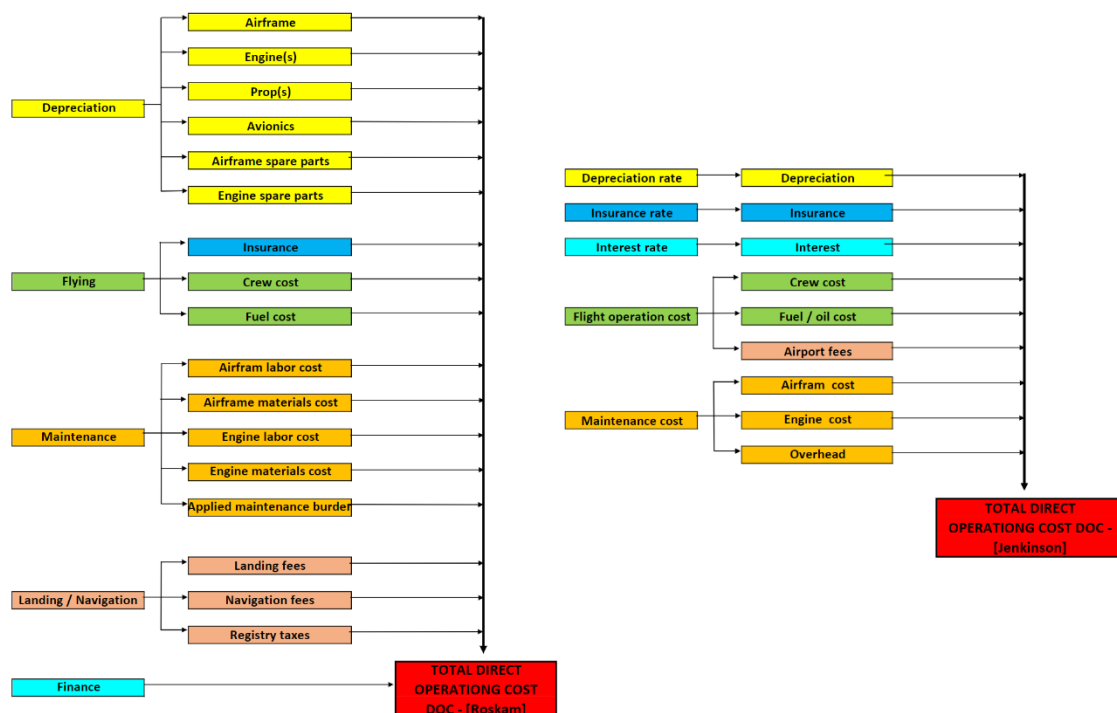 Airframe
Engine(s)
Prop(s)
Depreciation
Avionics
Airframe spare parts
Engine spare parts
Insurance
Flying
Crew cost
Fuel cost
Airfram labor cost
Airframe materials cost
Maintenance
Engine labor cost
Engine materials cost
Applied maintenance burder
Landing fees
Landing / Navigation
Navigation fees
Registry taxes
Finance
TOTAL DIRECT
OPERATIONG COST
DOC - [Roskam]
Depreciation rate
Depreciation
Insurance rate
Insurance
Interest rate
Interest
Crew cost
Flight operation cost
Fuel / oil cost
Airport fees
Airfram  cost
Maintenance cost
Engine  cost
Overhead
TOTAL DIRECT
OPERATIONG COST DOC -
[Jenkinson]